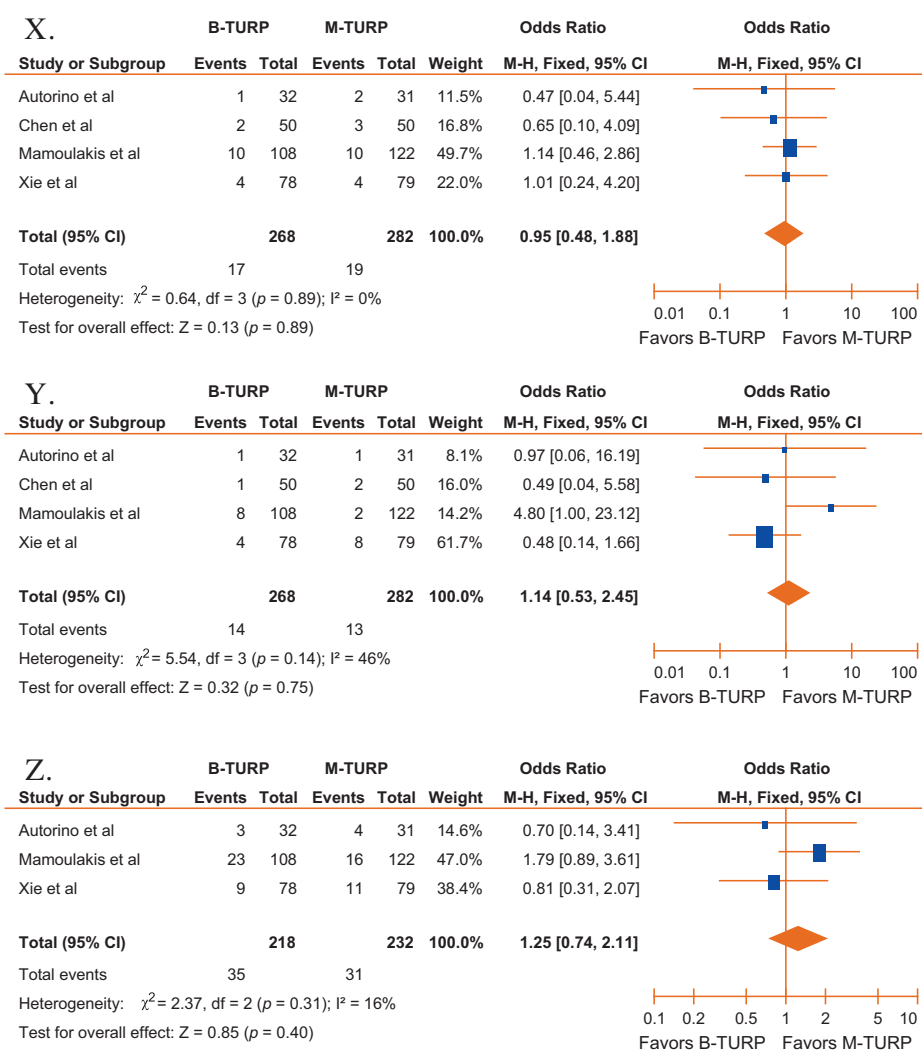 X.
B-TURP M-TURP Odds Ratio Odds Ratio
Study or Subgroup Events Total Events Total Weight M-H, Fixed, 95% CI M-H, Fixed, 95% CI
Autorino et al 1 32 2 31 11.5% 0.47 [0.04, 5.44]
Chen et al 2 50 3 50 16.8% 0.65 [0.10, 4.09]
Mamoulakis et al 10 108 10 122 49.7% 1.14 [0.46, 2.86]
Xie et al 4 78 4 79 22.0% 1.01 [0.24, 4.20]
Total (95% CI) 268 282 100.0% 0.95 [0.48, 1.88]
Total events 17 19
Heterogeneity: χ² = 0.64, df = 3 (p = 0.89); I² = 0%
Test for overall effect: Z = 0.13 (p = 0.89)
0.01 0.1 1 10 100
Favors B-TURP Favors M-TURP
Y.
B-TURP M-TURP Odds Ratio Odds Ratio
Study or Subgroup Events Total Events Total Weight M-H, Fixed, 95% CI M-H, Fixed, 95% CI
Autorino et al 1 32 1 31 8.1% 0.97 [0.06, 16.19]
Chen et al 1 50 2 50 16.0% 0.49 [0.04, 5.58]
Mamoulakis et al 8 108 2 122 14.2% 4.80 [1.00, 23.12]
Xie et al 4 78 8 79 61.7% 0.48 [0.14, 1.66]
Total (95% CI) 268 282 100.0% 1.14 [0.53, 2.45]
Total events 14 13
Heterogeneity: χ² = 5.54, df = 3 (p = 0.14); I² = 46%
Test for overall effect: Z = 0.32 (p = 0.75)
0.01 0.1 1 10 100
Favors B-TURP Favors M-TURP
Z.
B-TURP M-TURP Odds Ratio Odds Ratio
Study or Subgroup Events Total Events Total Weight M-H, Fixed, 95% CI M-H, Fixed, 95% CI
Autorino et al 3 32 4 31 14.6% 0.70 [0.14, 3.41]
Mamoulakis et al 23 108 16 122 47.0% 1.79 [0.89, 3.61]
Xie et al 9 78 11 79 38.4% 0.81 [0.31, 2.07]
Total (95% CI) 218 232 100.0% 1.25 [0.74, 2.11]
Total events 35 31
Heterogeneity: χ² = 2.37, df = 2 (p = 0.31); I² = 16%
Test for overall effect: Z = 0.85 (p = 0.40)
0.1 0.2 0.5 1 2 5 10
Favors B-TURP Favors M-TURP